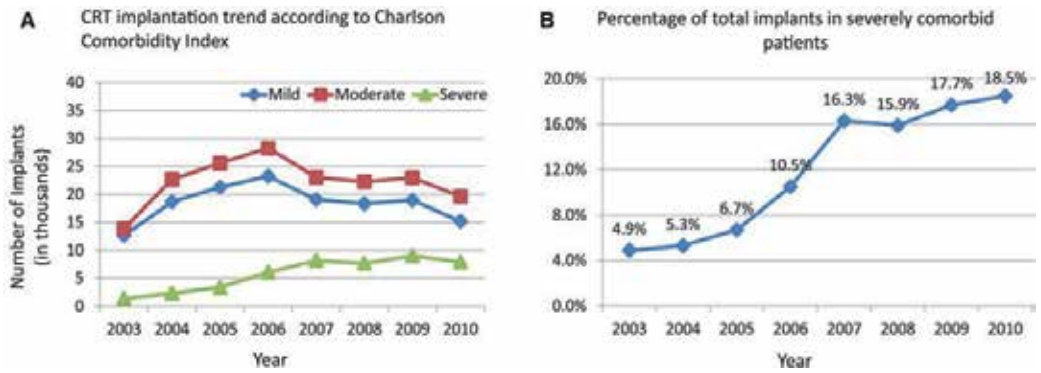 A
CRT implantation trend according to Charlson
Comorbidity Index
Number of Implants
(in thousands)
40
35
30
25
20
15
10
5
0
Mild Moderate Severe
2003 2004 2005 2006 2007 2008 2009 2010
Year
B
Percentage of total implants in severely comorbid
patients
20.0%
16.0%
12.0%
8.0%
4.0%
0.0%
4.9% 5.3% 6.7% 10.5% 16.3% 15.9% 17.7% 18.5%
2003 2004 2005 2006 2007 2008 2009 2010
Year